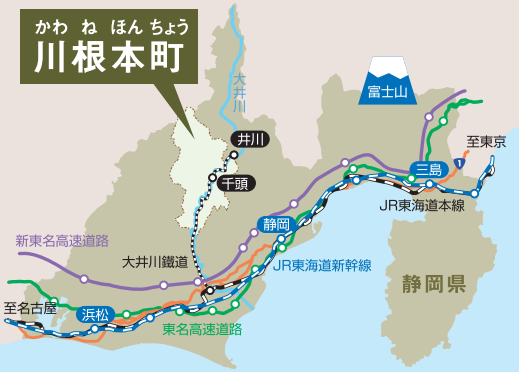 かわ ね ほん ちょう
川根本町
大井川
富士山
井川
至東京
1
千頭
三島
JR東海道本線
静岡
新東名高速道路
大井川鐵道
JR東海道新幹線
静岡県
至名古屋
浜松
東名高速道路